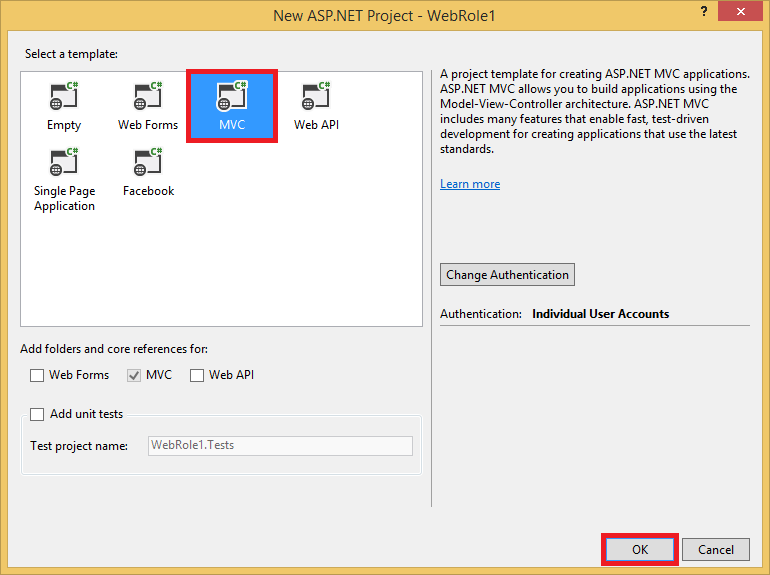 New ASP.NET Project - WebRole1
?
Select a template:
C# C# C# C#
Empty Web Forms MVC Web API
C# C#
Single Page Facebook
Application
A project template for creating ASP.NET MVC applications.
ASP.NET MVC allows you to build applications using the
Model-View-Controller architecture. ASP.NET MVC
includes many features that enable fast, test-driven
development for creating applications that use the latest
standards.
Learn more
Change Authentication
Authentication: Individual User Accounts
Add folders and core references for:
Web Forms MVC Web API
Add unit tests
Test project name: WebRole1.Tests
OK Cancel